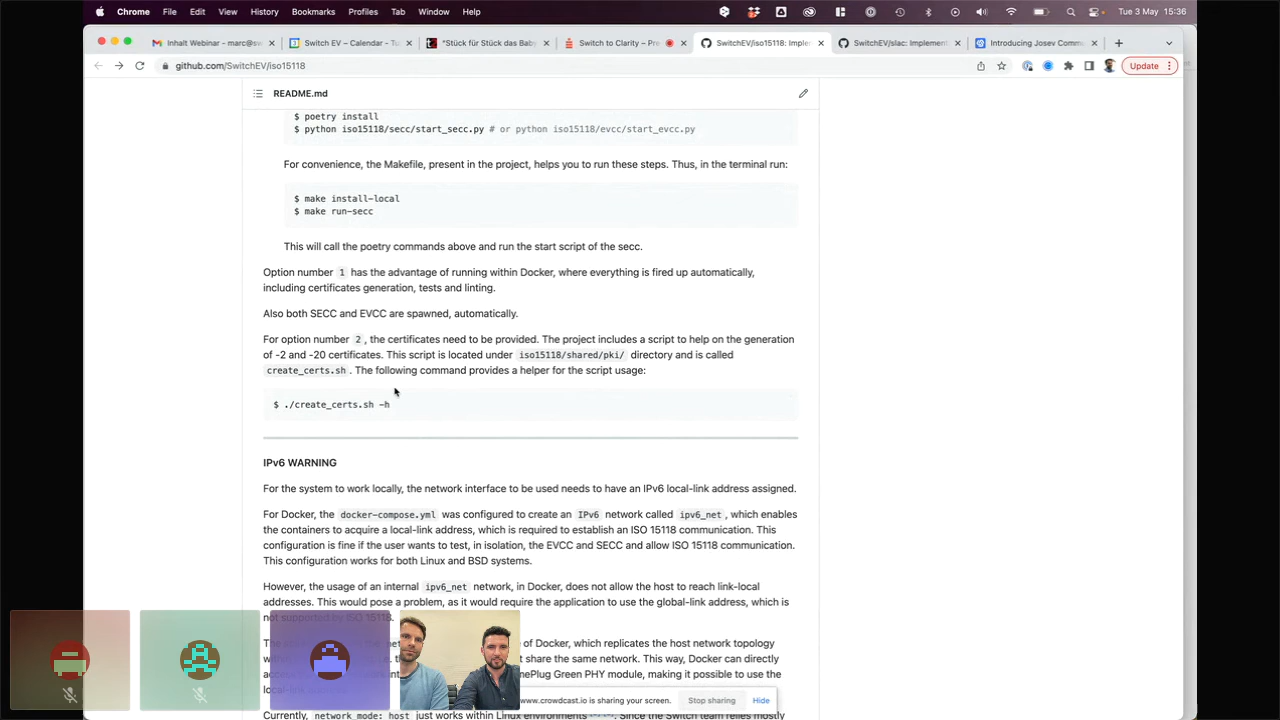 Chrome File Edit View History Bookmarks Profiles Tab Window Help Tue 3 May 15:36
Inhalt Webinar - marc@sw Switch EV - Calendar - Tu "Stück für Stück das Bab Switch to Clarity - Pre SwitchEV/iso15118: Imple SwitchEV/slac: Implement Introducing Josev Comm
github.com/SwitchEV/iso15118 Update
README.md
$ poetry install
$ python iso15118/secc/start_secc.py # or python iso15118/evcc/start_evcc.py
For convenience, the Makefile, present in the project, helps you to run these steps. Thus, in the terminal run:
$ make install-local
$ make run-secc
This will call the poetry commands above and run the start script of the secc.
Option number 1 has the advantage of running within Docker, where everything is fired up automatically,
including certificates generation, tests and linting.
Also both SECC and EVCC are spawned, automatically.
For option number 2, the certificates need to be provided. The project includes a script to help on the generation
of -2 and -20 certificates. This script is located under iso15118/shared/pki/ directory and is called
create_certs.sh. The following command provides a helper for the script usage:
$ ./create_certs.sh -h
IPv6 WARNING
For the system to work locally, the network interface to be used needs to have an IPv6 local-link address assigned.
For Docker, the docker-compose.yml was configured to create an IPv6 network called ipv6_net, which enables
the containers to acquire a local-link address, which is required to establish an ISO 15118 communication. This
configuration is fine if the user wants to test, in isolation, the EVCC and SECC and allow ISO 15118 communication.
This configuration works for both Linux and BSD systems.
However, the usage of an internal ipv6_net network, in Docker, does not allow the host to reach link-local
addresses. This would pose a problem, as it would require the application to use the global-link address, which is
not supported by ISO 15118.
of Docker, which replicates the host network topology
t share the same network. This way, Docker can directly
mePlug Green PHY module, making it possible to use the
www.crowdcast.io is sharing your screen. Stop sharing Hide
Currently, network_mode: host just works within Linux environments Since the Switch team relies mostly